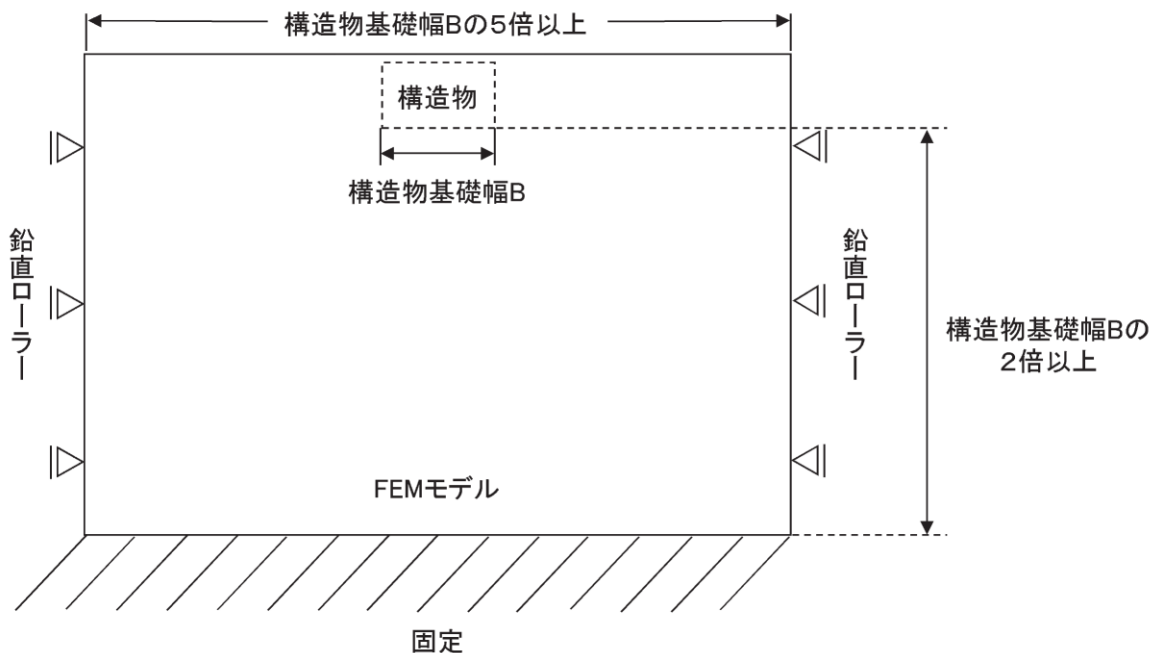 構造物基礎幅Bの5倍以上
構造物
構造物基礎幅B
鉛直ローラー
鉛直ローラー
構造物基礎幅Bの
2倍以上
FEMモデル
固定